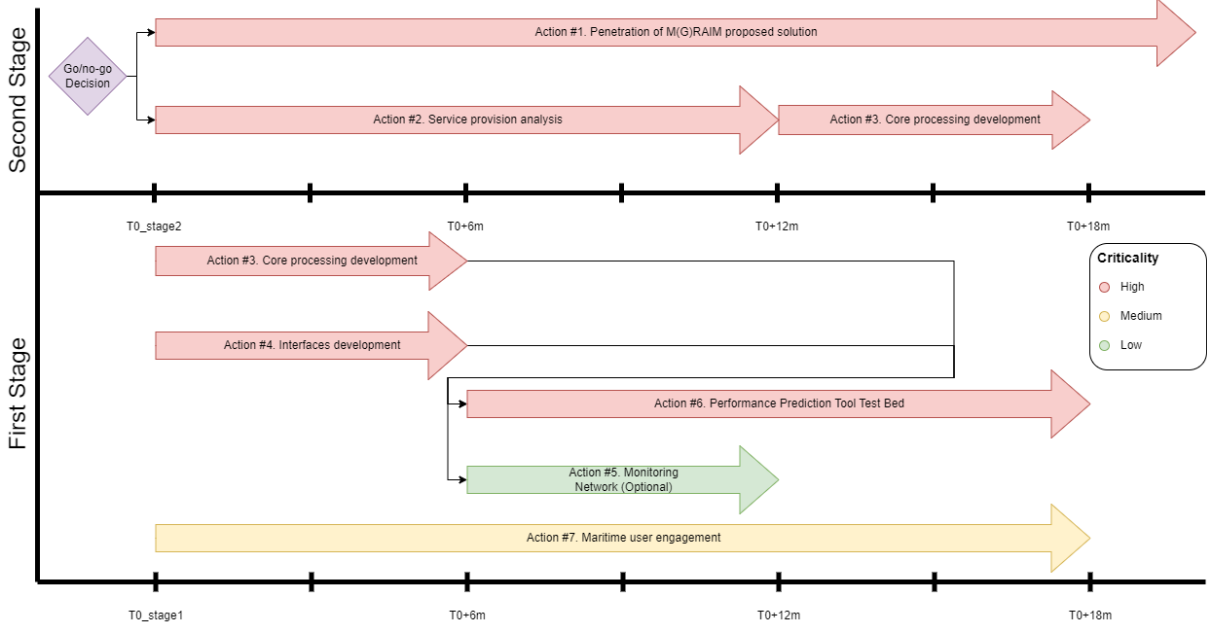 Second Stage
Action #1. Penetration of M(G)RAIM proposed solution
Go/no-go
Decision
Action #2. Service provision analysis
Action #3. Core processing development
T0_stage2
T0+6m
T0+12m
T0+18m
First Stage
Action #3. Core processing development
Criticality
High
Medium
Low
Action #4. Interfaces development
Action #6. Performance Prediction Tool Test Bed
Action #5. Monitoring
Network (Optional)
Action #7. Maritime user engagement
T0_stage1
T0+6m
T0+12m
T0+18m